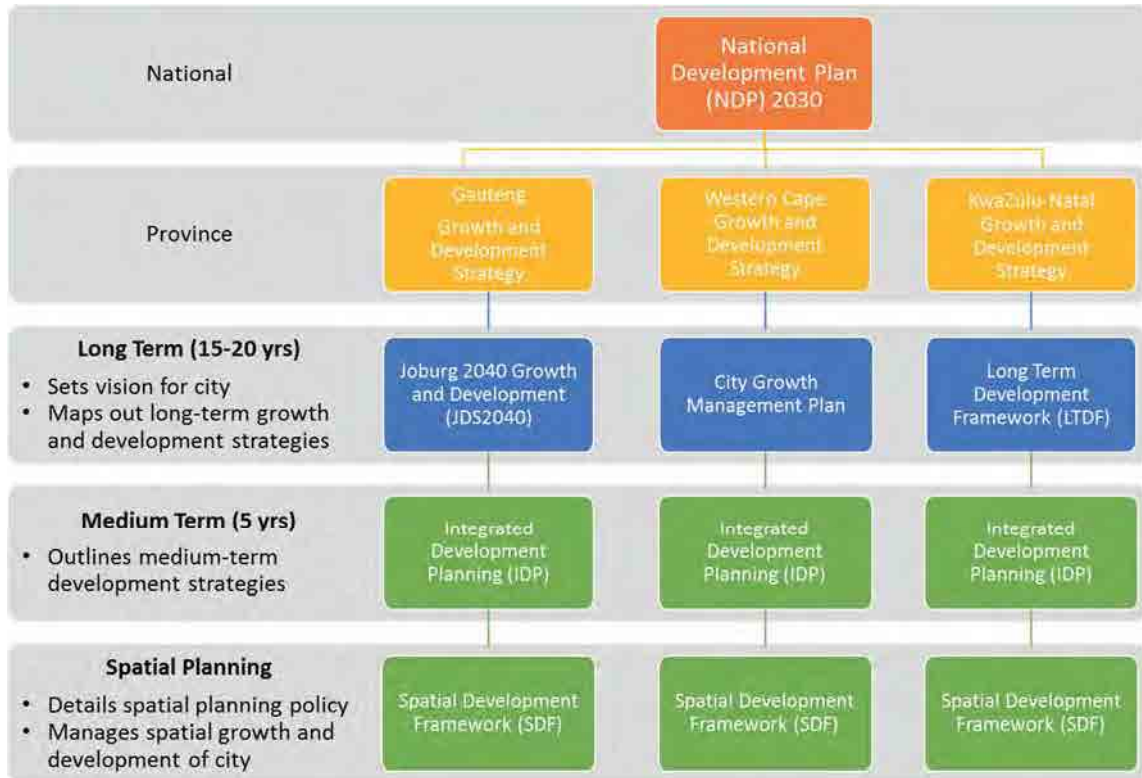 National
National
Development Plan
(NDP) 2030
Province
Gauteng
Growth and
Development
Strategy
Western Cape
Growth and
Development
Strategy
KwaZulu-Natal
Growth and
Development
Strategy
Long Term (15-20 yrs)
• Sets vision for city
• Maps out long-term growth
and development strategies
Joburg 2040 Growth
and Development
(JDS2040)
City Growth
Management Plan
Long Term
Development
Framework (LTDF)
Medium Term (5 yrs)
• Outlines medium-term
development strategies
Integrated
Development
Planning (IDP)
Integrated
Development
Planning (IDP)
Integrated
Development
Planning (IDP)
Spatial Planning
• Details spatial planning policy
• Manages spatial growth and
development of city
Spatial Development
Framework (SDF)
Spatial Development
Framework (SDF)
Spatial Development
Framework (SDF)